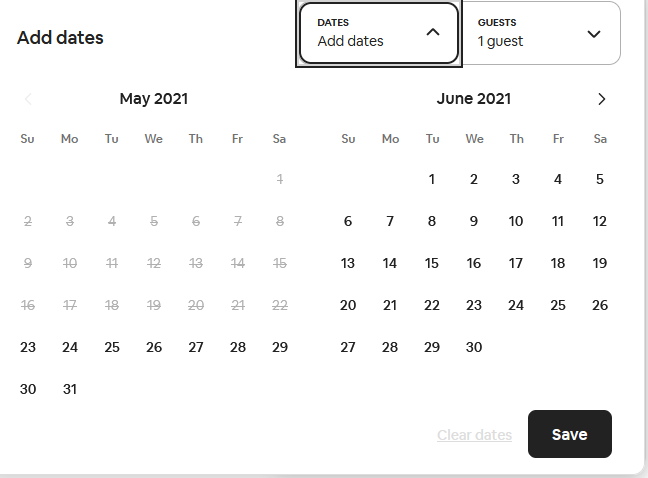 Add dates
DATES
Add dates
GUESTS
1 guest
May 2021
Su Mo Tu We Th Fr Sa
1
2 3 4 5 6 7 8
9 10 11 12 13 14 15
16 17 18 19 20 21 22
23 24 25 26 27 28 29
30 31
June 2021
Su Mo Tu We Th Fr Sa
1 2 3 4 5
6 7 8 9 10 11 12
13 14 15 16 17 18 19
20 21 22 23 24 25 26
27 28 29 30
Clear dates
Save